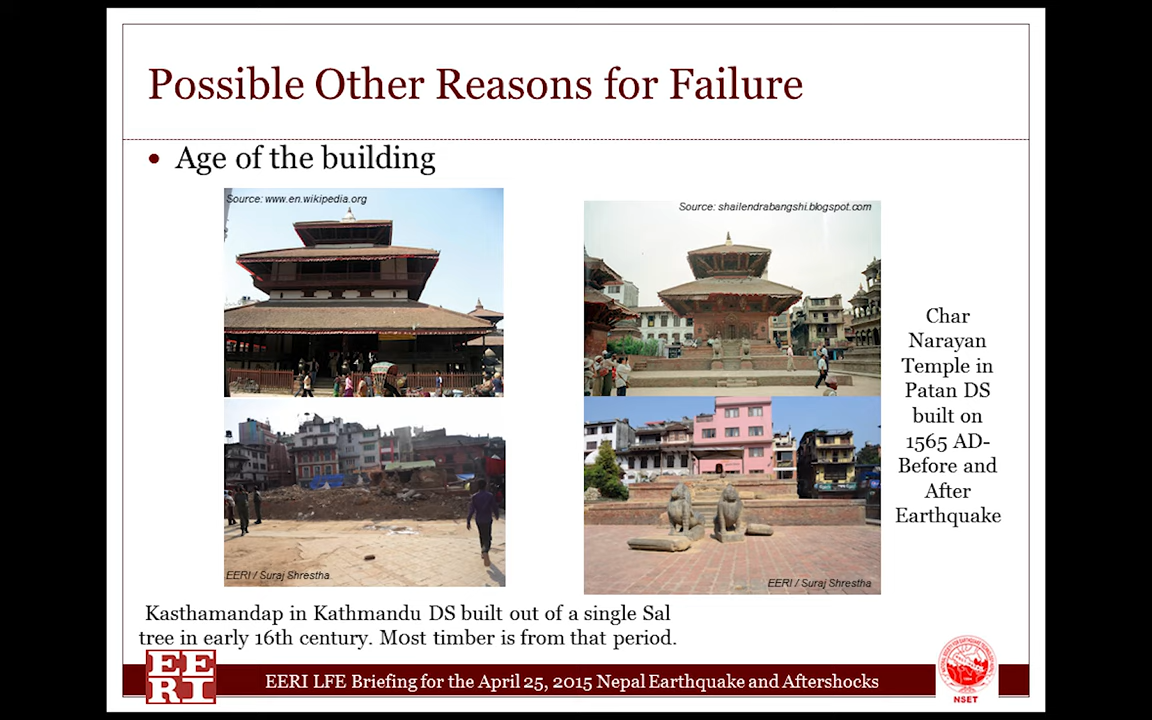 Possible Other Reasons for Failure
• Age of the building
Source: www.en.wikipedia.org
Source: shailendrabangshi.blogspot.com
Char
Narayan
Temple in
Patan DS
built on
1565 AD-
Before and
After
Earthquake
EERI / Suraj Shrestha
EERI / Suraj Shrestha
Kasthamandap in Kathmandu DS built out of a single Sal
tree in early 16th century. Most timber is from that period.
EE
RI
EERI LFE Briefing for the April 25, 2015 Nepal Earthquake and Aftershocks
NSET